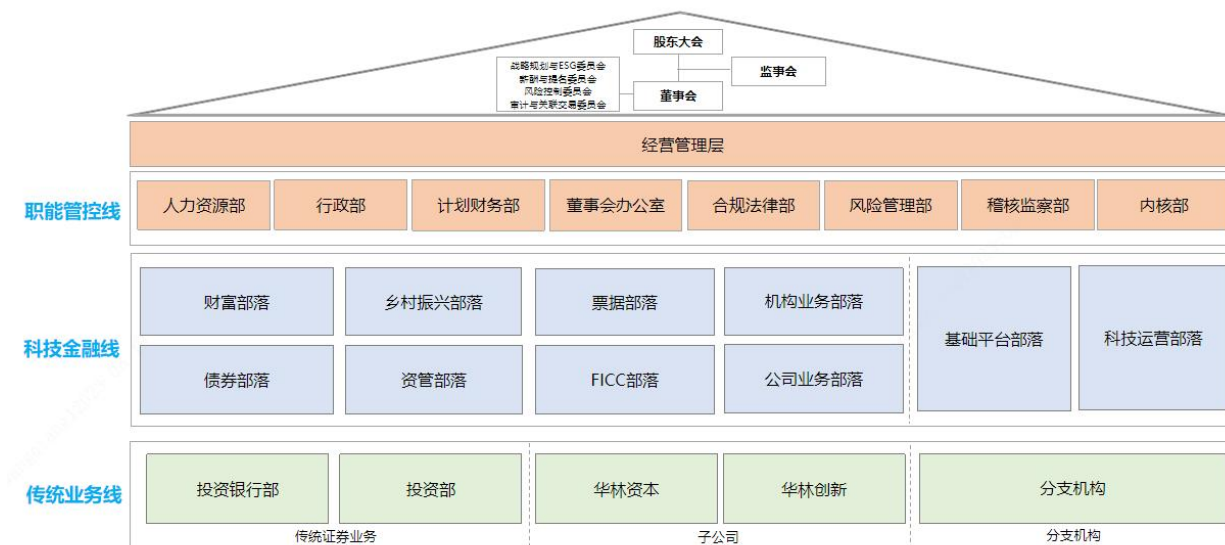 股东大会
战略规划与ESG委员会
薪酬与提名委员会
风险控制委员会
审计与关联交易委员会
监事会
董事会
经营管理层
职能管控线
人力资源部
行政部
计划财务部
董事会办公室
合规法律部
风险管理部
稽核监察部
内核部
科技金融线
财富部落
乡村振兴部落
票据部落
机构业务部落
基础平台部落
科技运营部落
债券部落
资管部落
FICC部落
公司业务部落
传统业务线
投资银行部
投资部
华林资本
华林创新
分支机构
传统证券业务
子公司
分支机构